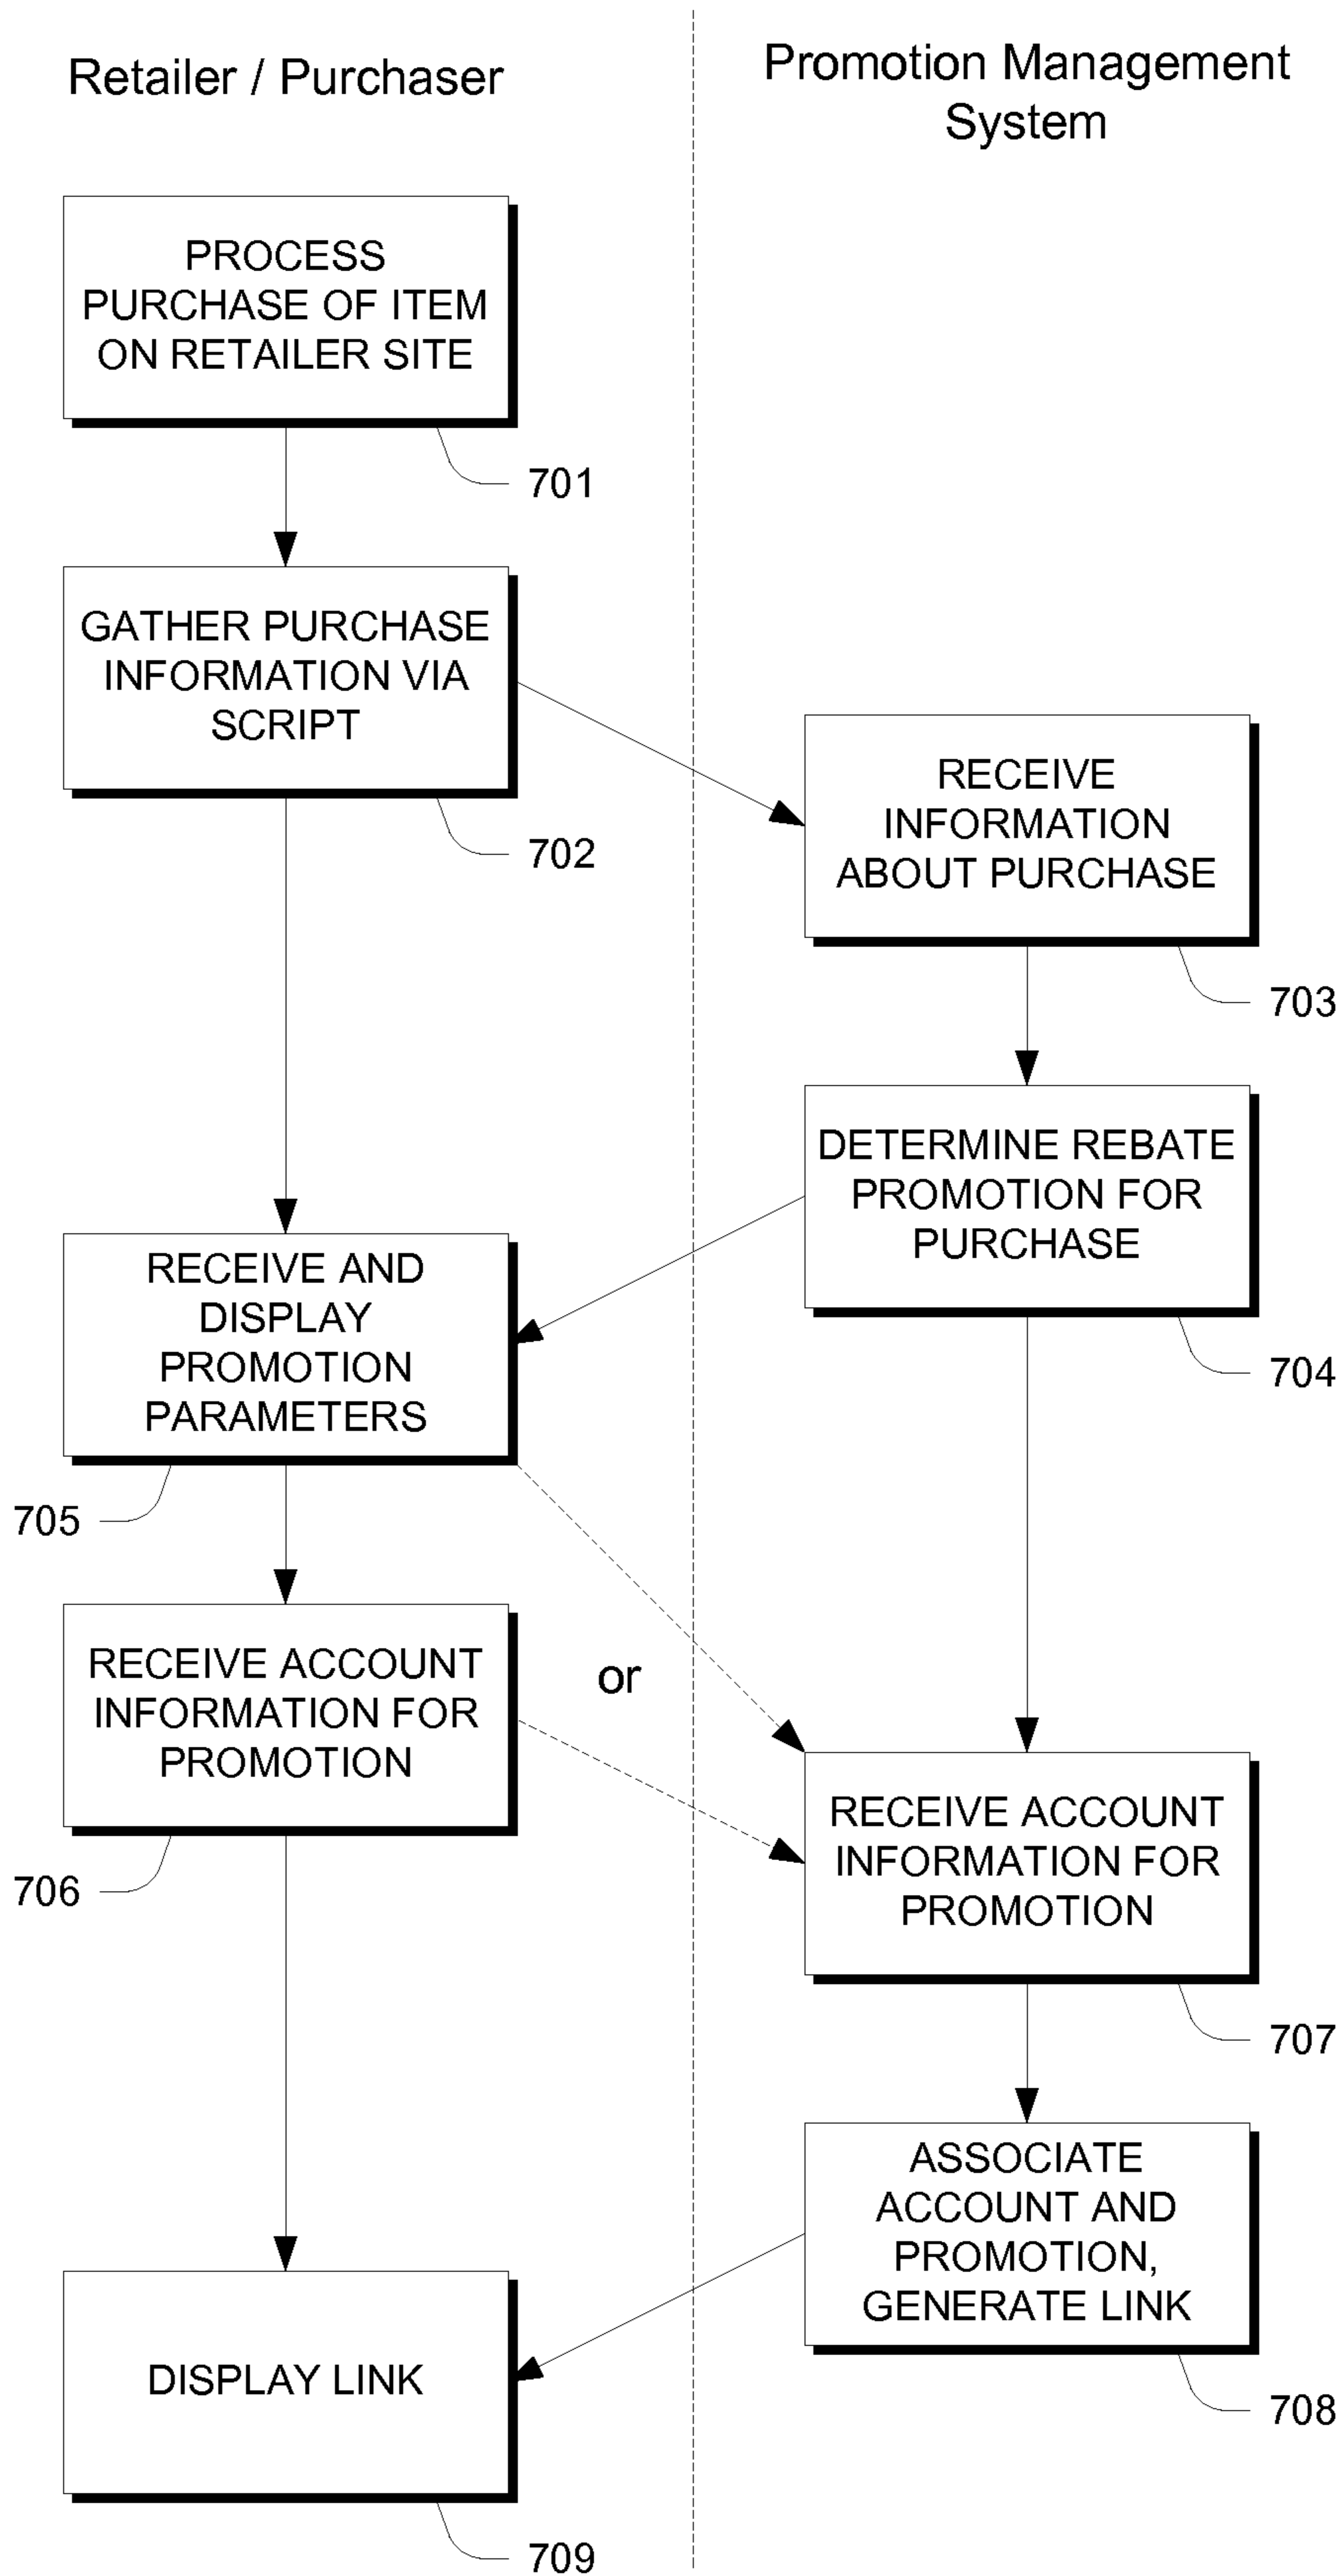 Retailer / Purchaser
Promotion Management
System
PROCESS
PURCHASE OF ITEM
ON RETAILER SITE
701
GATHER PURCHASE
INFORMATION VIA
SCRIPT
702
RECEIVE
INFORMATION
ABOUT PURCHASE
703
DETERMINE REBATE
PROMOTION FOR
PURCHASE
704
RECEIVE AND
DISPLAY
PROMOTION
PARAMETERS
705
RECEIVE ACCOUNT
INFORMATION FOR
PROMOTION
706
or
RECEIVE ACCOUNT
INFORMATION FOR
PROMOTION
707
ASSOCIATE
ACCOUNT AND
PROMOTION,
GENERATE LINK
708
DISPLAY LINK
709